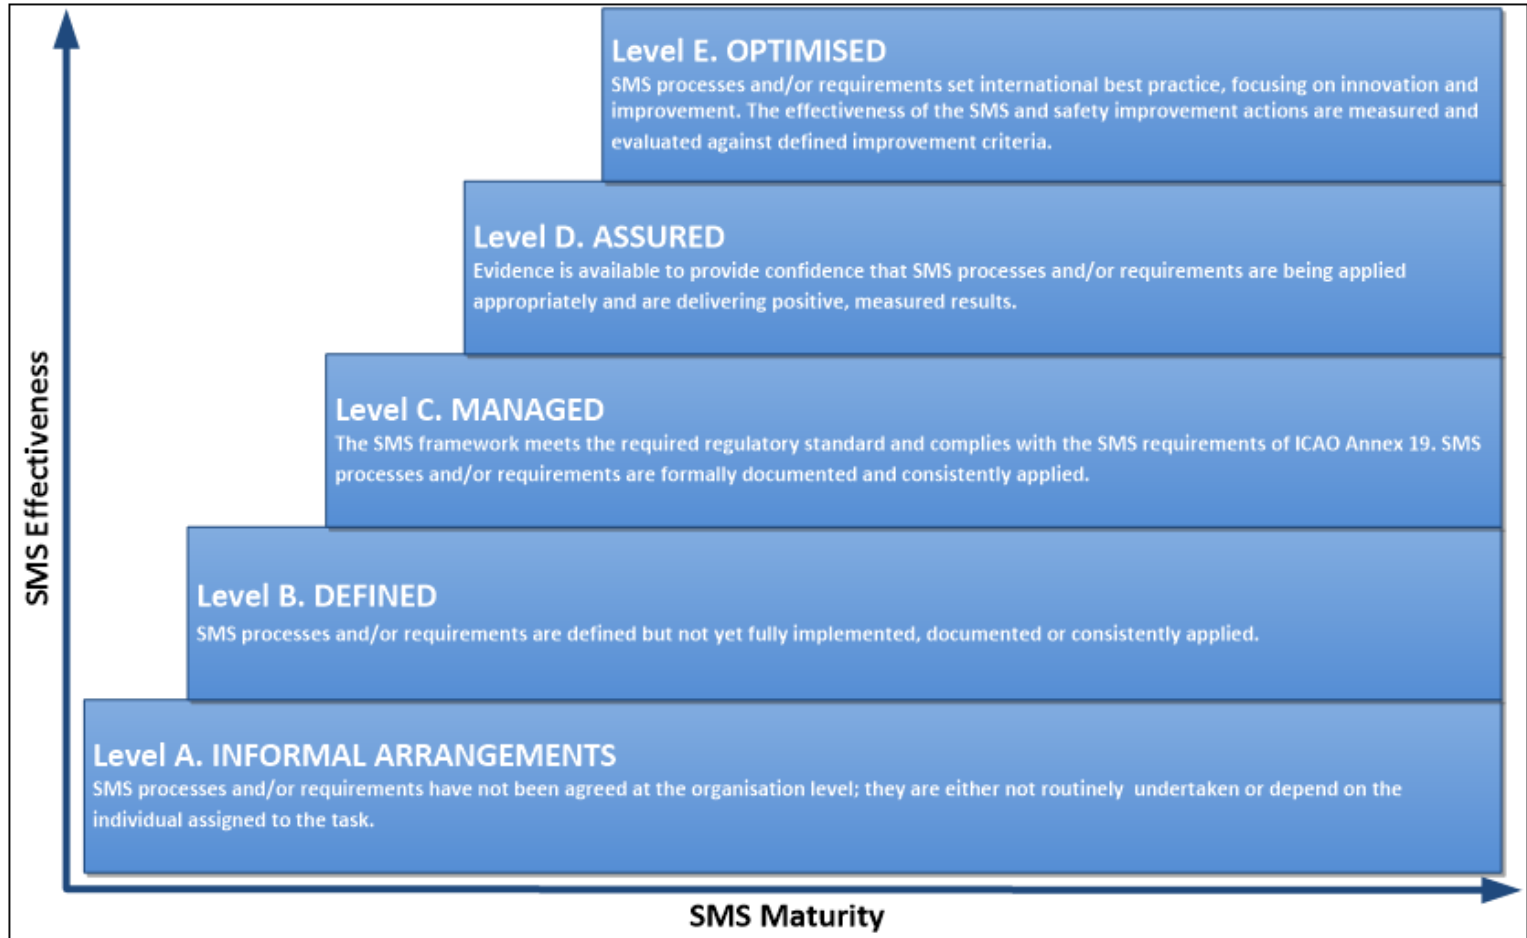 Level E. OPTIMISED
SMS processes and/or requirements set international best practice, focusing on innovation and
improvement. The effectiveness of the SMS and safety improvement actions are measured and
evaluated against defined improvement criteria.
Level D. ASSURED
Evidence is available to provide confidence that SMS processes and/or requirements are being applied
appropriately and are delivering positive, measured results.
Level C. MANAGED
The SMS framework meets the required regulatory standard and complies with the SMS requirements of ICAO Annex 19. SMS
processes and/or requirements are formally documented and consistently applied.
Level B. DEFINED
SMS processes and/or requirements are defined but not yet fully implemented, documented or consistently applied.
Level A. INFORMAL ARRANGEMENTS
SMS processes and/or requirements have not been agreed at the organisation level; they are either not routinely undertaken or depend on the
individual assigned to the task.
SMS Effectiveness
SMS Maturity